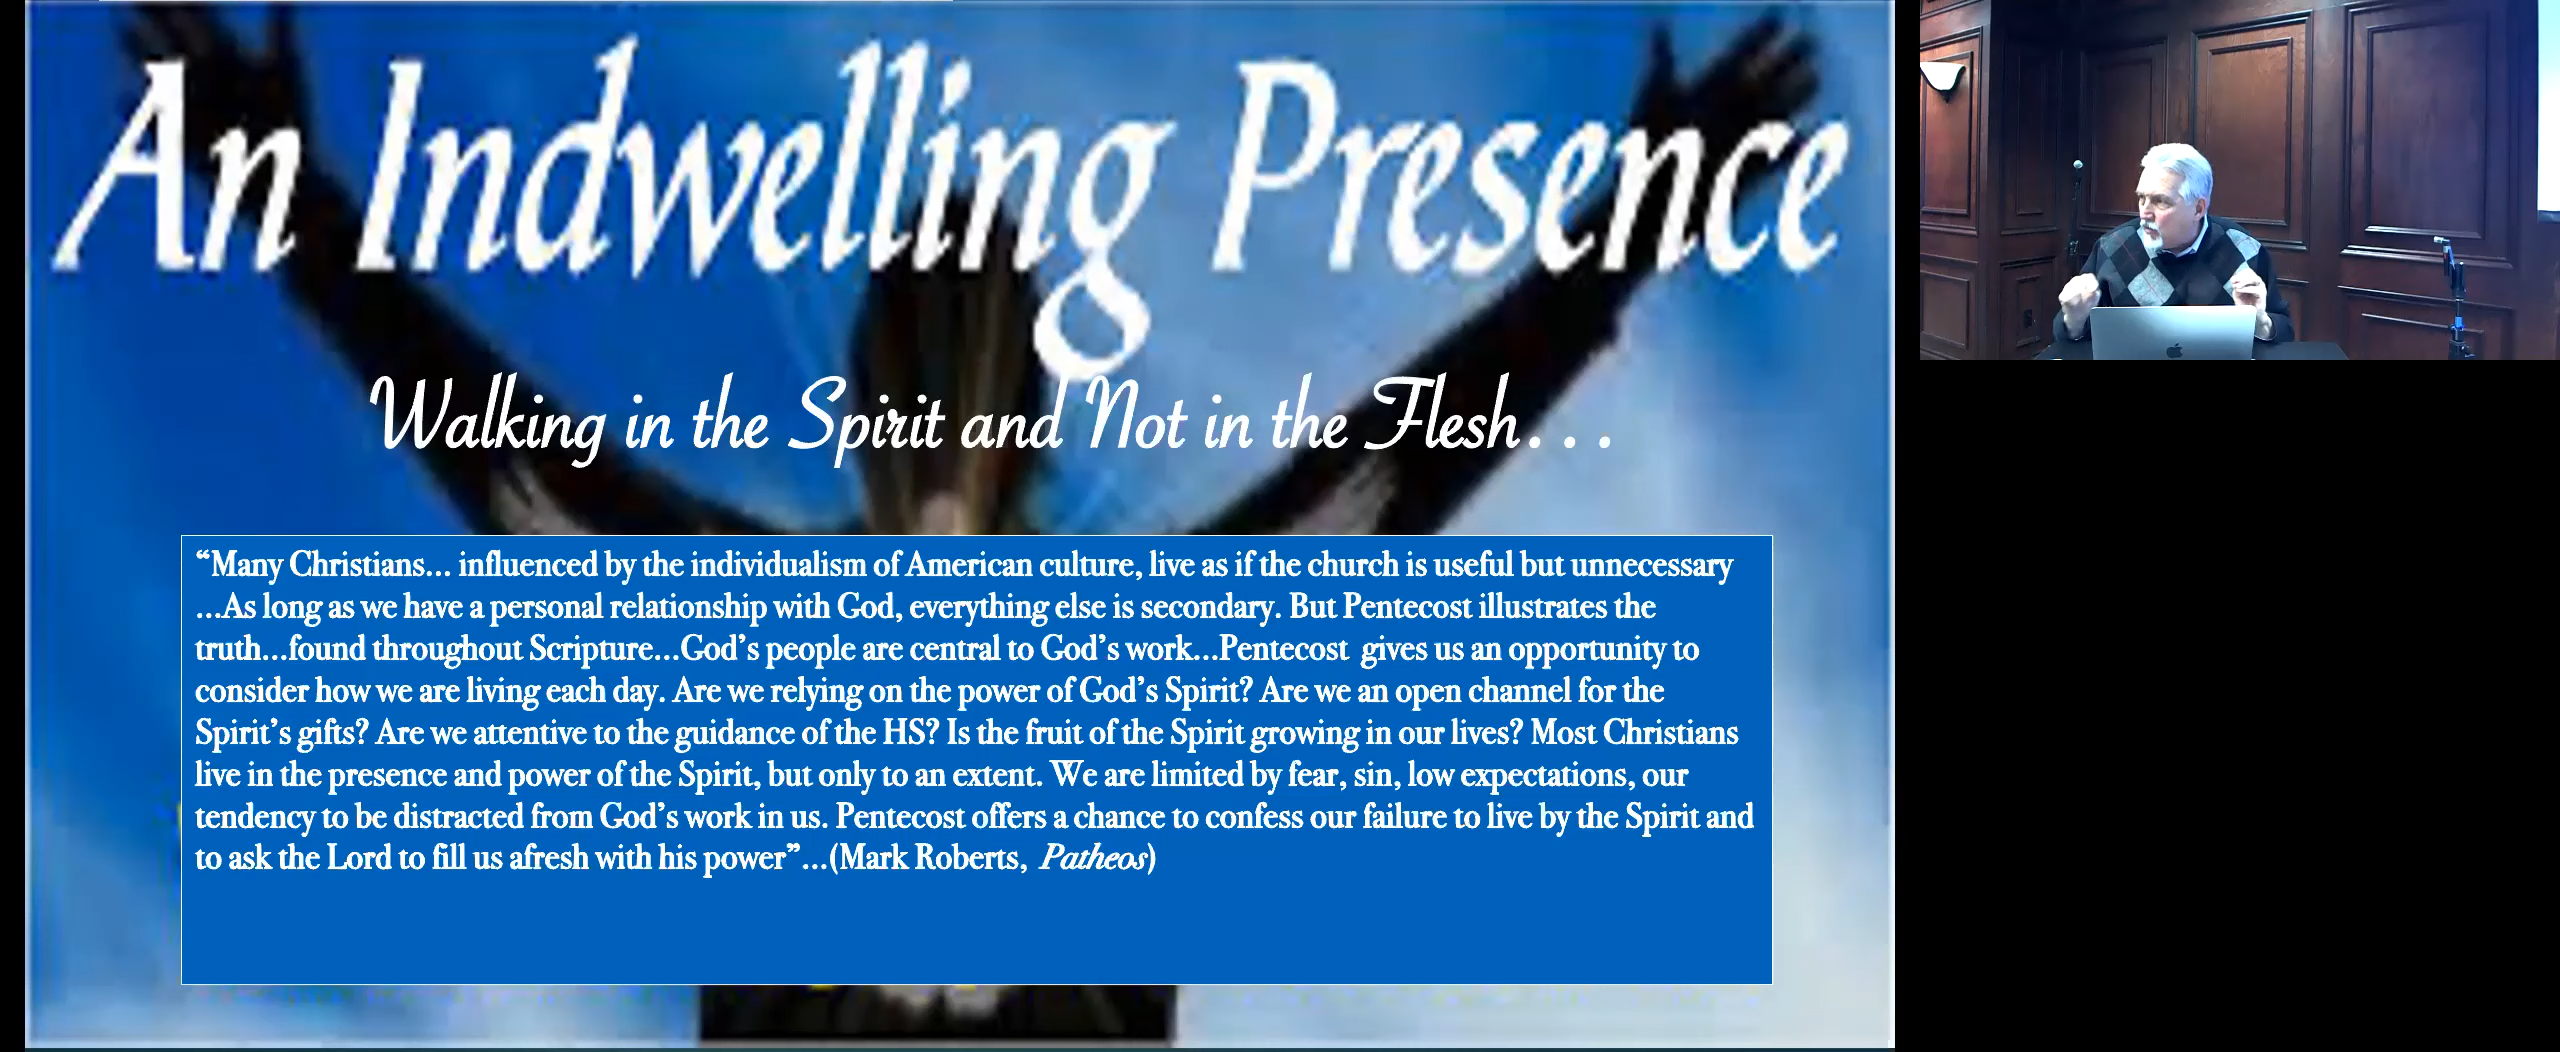 An Indwelling Presence
Walking in the Spirit and Not in the Flesh...
“Many Christians... influenced by the individualism of American culture, live as if the church is useful but unnecessary
...As long as we have a personal relationship with God, everything else is secondary. But Pentecost illustrates the
truth...found throughout Scripture...God’s people are central to God’s work...Pentecost gives us an opportunity to
consider how we are living each day. Are we relying on the power of God’s Spirit? Are we an open channel for the
Spirit’s gifts? Are we attentive to the guidance of the HS? Is the fruit of the Spirit growing in our lives? Most Christians
live in the presence and power of the Spirit, but only to an extent. We are limited by fear, sin, low expectations, our
tendency to be distracted from God’s work in us. Pentecost offers a chance to confess our failure to live by the Spirit and
to ask the Lord to fill us afresh with his power”...(Mark Roberts, Patheos)